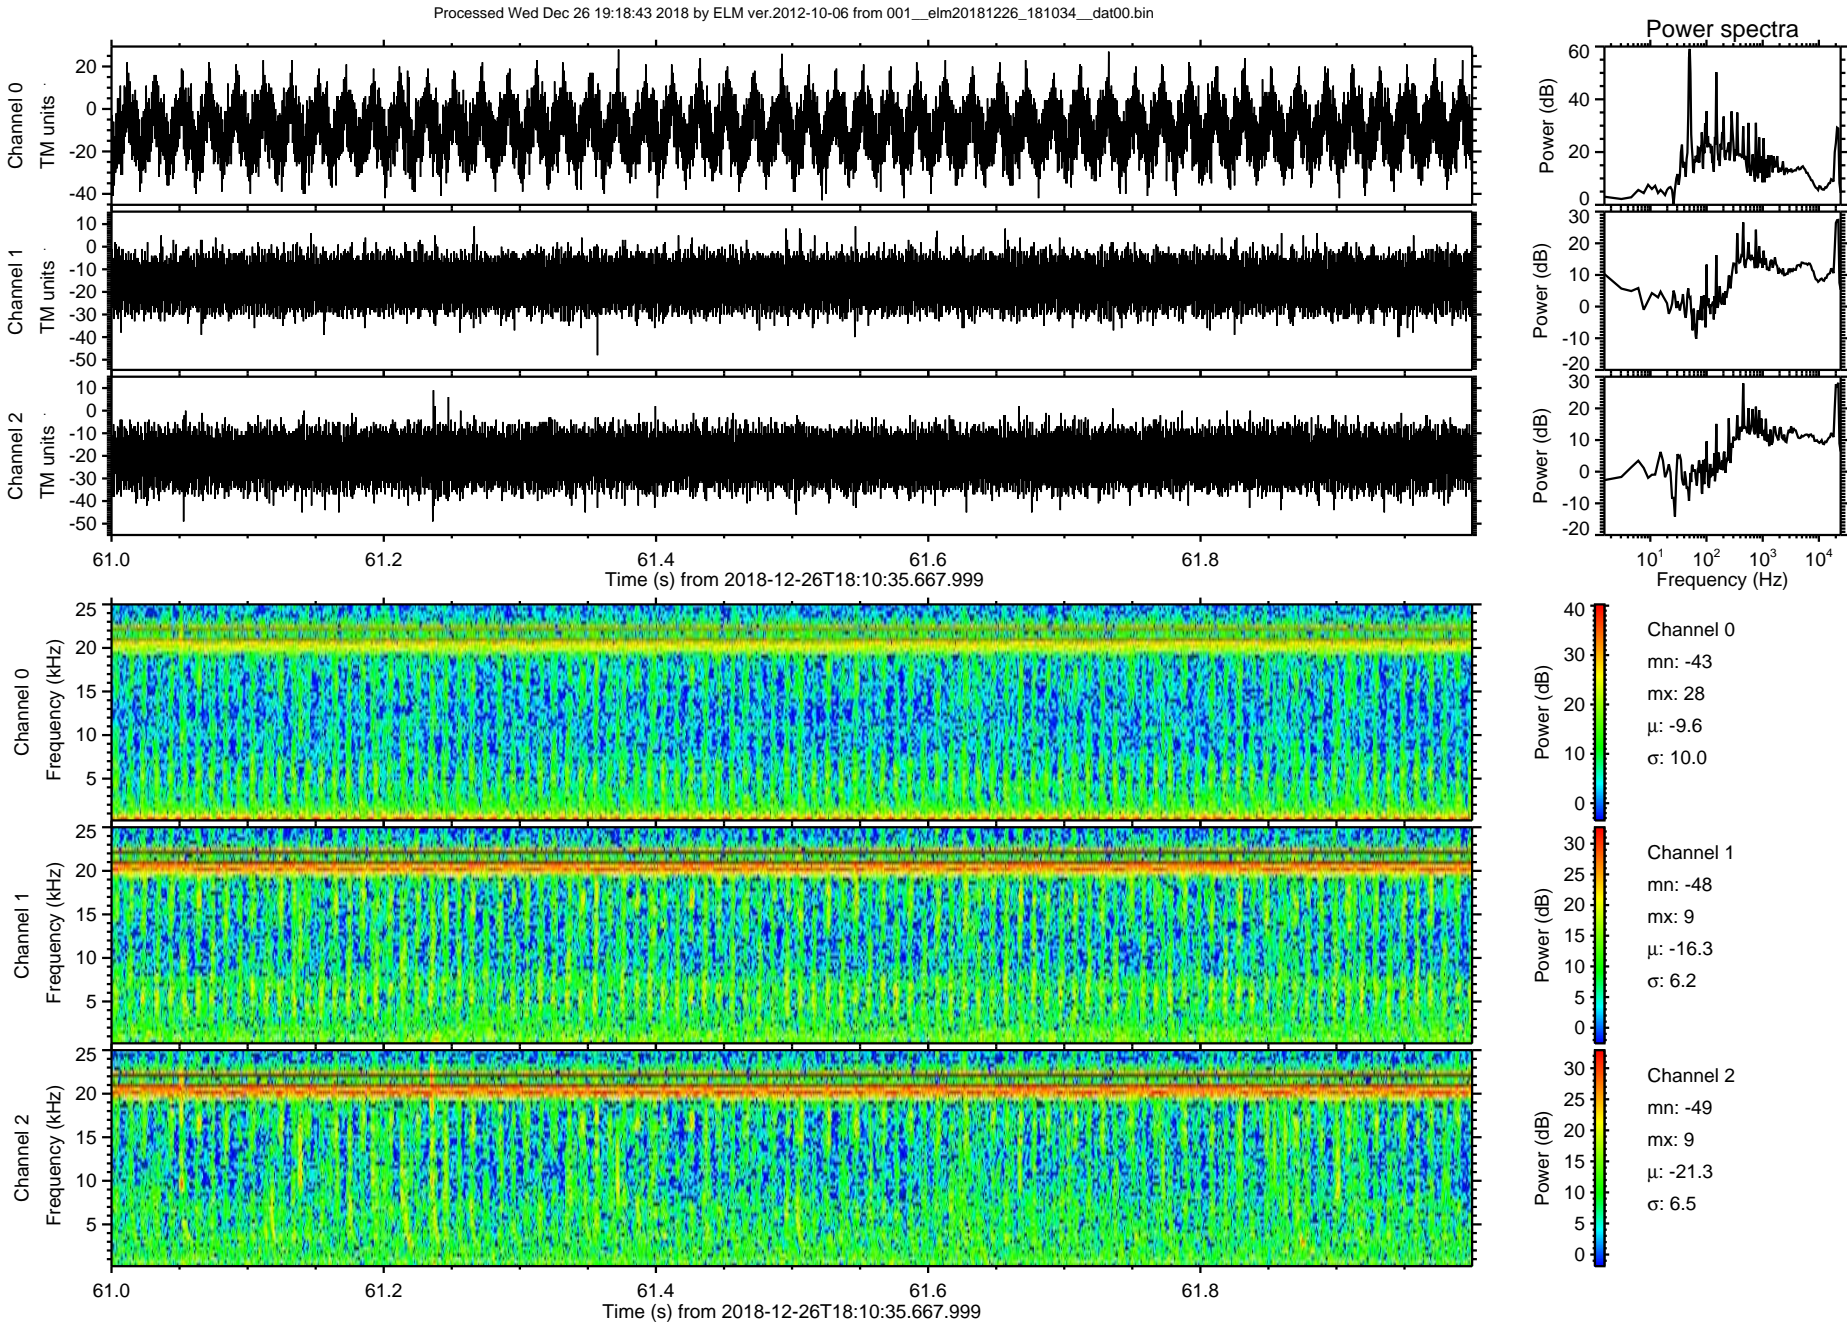 Processed Wed Dec 26 19:18:43 2018 by ELM ver.2012-10-06 from 001__elm20181226_181034__dat00.bin
Power spectra
Channel 0
TM units
20
0
-20
-40
Power (dB)
60
40
20
0
Channel 1
TM units
10
0
-10
-20
-30
-40
-50
Power (dB)
30
20
10
0
-10
-20
Channel 2
TM units
10
0
-10
-20
-30
-40
-50
Power (dB)
30
20
10
0
-10
-20
61.0 61.2 61.4 61.6 61.8
Time (s) from 2018-12-26T18:10:35.667.999
10^1 10^2 10^3 10^4
Frequency (Hz)
Channel 0
Frequency (kHz)
25
20
15
10
5
Power (dB)
40
30
20
10
0
Channel 0
mn: -43
mx: 28
μ: -9.6
σ: 10.0
Channel 1
Frequency (kHz)
25
20
15
10
5
Power (dB)
30
25
20
15
10
5
0
Channel 1
mn: -48
mx: 9
μ: -16.3
σ: 6.2
Channel 2
Frequency (kHz)
25
20
15
10
5
Power (dB)
30
25
20
15
10
5
0
Channel 2
mn: -49
mx: 9
μ: -21.3
σ: 6.5
61.0 61.2 61.4 61.6 61.8
Time (s) from 2018-12-26T18:10:35.667.999